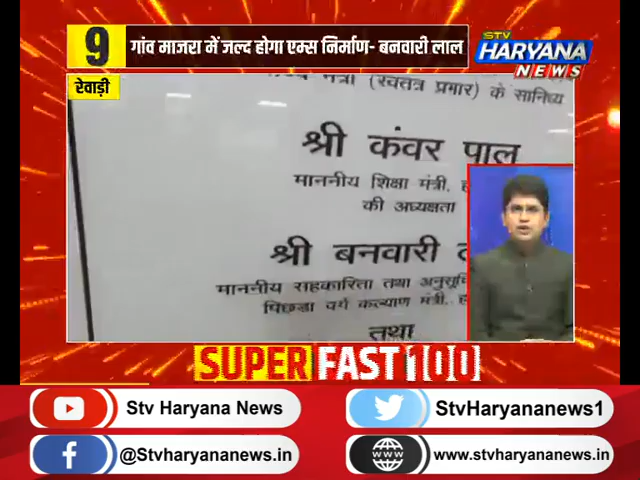 9
गांव माजरा में जल्द होगा एम्स निर्माण- बनवारी लाल
STV
HARYANA
NEWS
रेवाड़ी
(स्वतंत्र प्रभार) के सानिध्य
श्री कंवर पाल
माननीय शिक्षा मंत्री,
की अध्यक्षता
श्री बनवारी
माननीय सहकारिता तथा
पिछड़ा वर्ग कल्याण मंत्री,
तथा
SUPER FAST 100
Stv Haryana News
StvHaryananews1
@Stvharyananews.in
www.stvharyananews.in